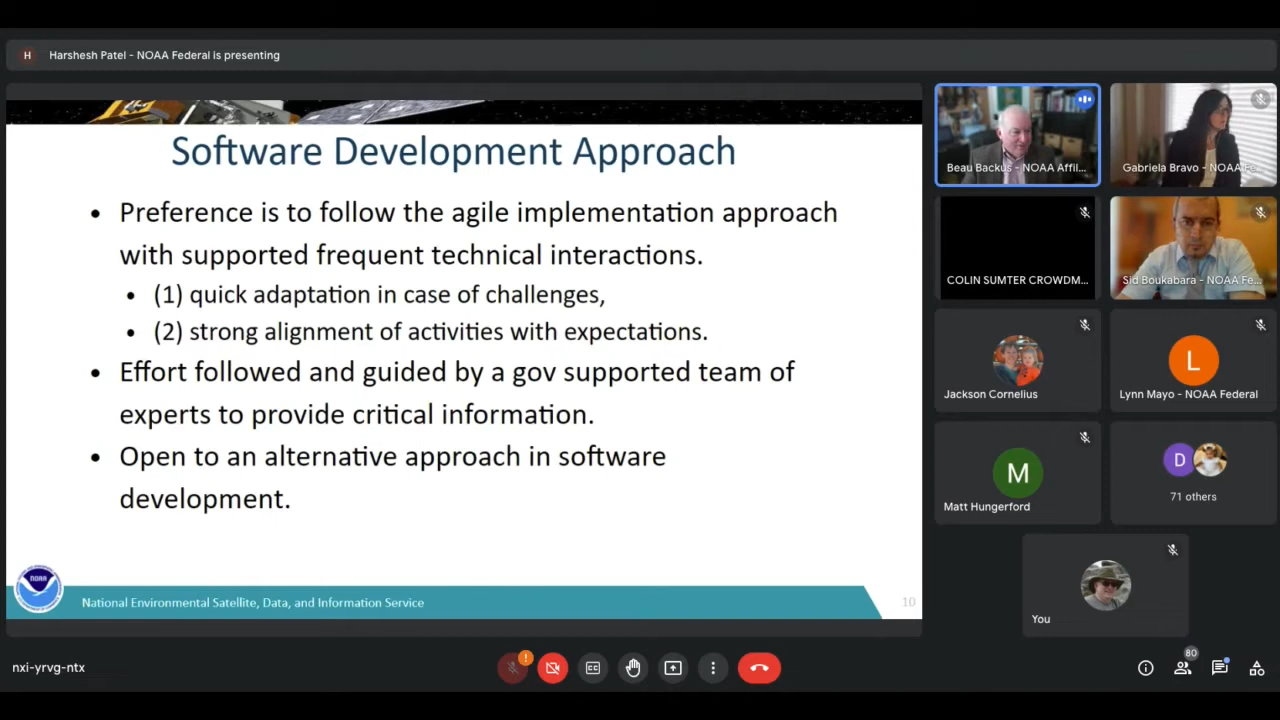 H Harshesh Patel - NOAA Federal is presenting
Software Development Approach
• Preference is to follow the agile implementation approach
with supported frequent technical interactions.
• (1) quick adaptation in case of challenges,
• (2) strong alignment of activities with expectations.
• Effort followed and guided by a gov supported team of
experts to provide critical information.
• Open to an alternative approach in software
development.
NOAA
National Environmental Satellite, Data, and Information Service
10
Beau Backus - NOAA Affil...
Gabriela Bravo - NOAA Fe...
COLIN SUMTER CROWDM...
Sid Boukabara - NOAA Fe...
Jackson Cornelius
L
Lynn Mayo - NOAA Federal
M
Matt Hungerford
D
71 others
You
nxi-yrvg-ntx
!
CC
80